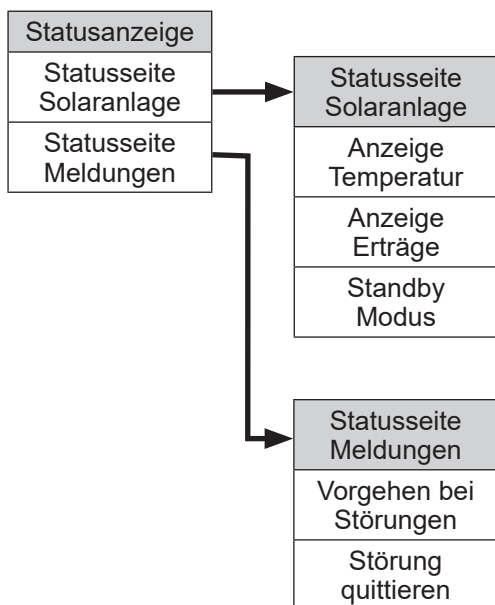 Statusanzeige
Statusseite
Solaranlage
Statusseite
Meldungen
Statusseite
Solaranlage
Anzeige
Temperatur
Anzeige
Erträge
Standby
Modus
Statusseite
Meldungen
Vorgehen bei
Störungen
Störung
quittieren